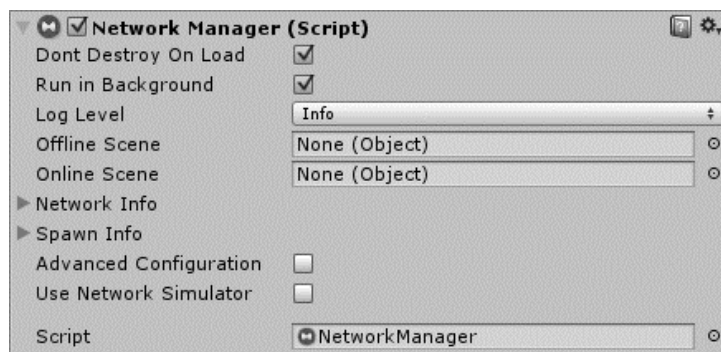 Network Manager (Script)
Dont Destroy On Load
Run in Background
Log Level Info
Offline Scene None (Object)
Online Scene None (Object)
Network Info
Spawn Info
Advanced Configuration
Use Network Simulator
Script NetworkManager